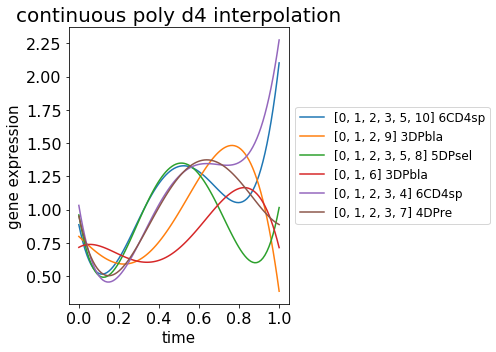 continuous poly d4 interpolation
gene expression
2.25
2.00
1.75
1.50
1.25
1.00
0.75
0.50
0.0 0.2 0.4 0.6 0.8 1.0
time
[0, 1, 2, 3, 5, 10] 6CD4sp
[0, 1, 2, 9] 3DPbla
[0, 1, 2, 3, 5, 8] 5DPsel
[0, 1, 6] 3DPbla
[0, 1, 2, 3, 4] 6CD4sp
[0, 1, 2, 3, 7] 4DPre